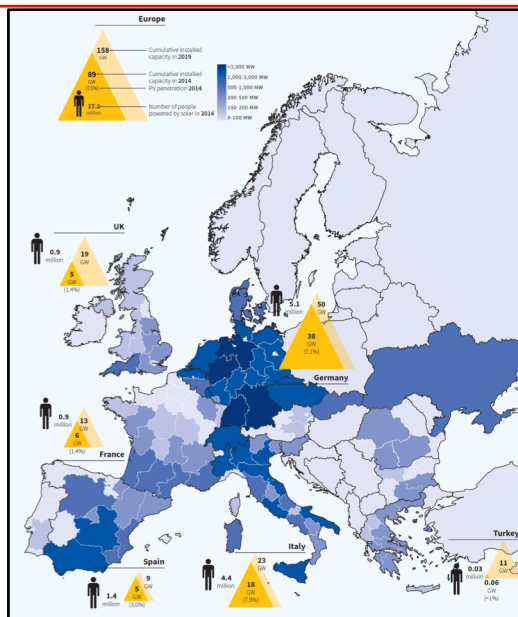 Europe
158
GW
Cumulative installed
capacity in 2019
89
GW
(3.5%)
Cumulative installed
capacity in 2014
PV penetration 2014
17.2
million
Number of people
powered by solar in 2014
+3,000 MW
1,000-3,000 MW
500-1,000 MW
200-500 MW
100-200 MW
0-100 MW
UK
0.9
million
19
GW
5
GW
(1.4%)
5.1
million
50
GW
38
GW
(7.1%)
Germany
0.9
million
13
GW
6
GW
(1.4%)
France
Spain
1.4
million
9
GW
5
GW
(3.0%)
Italy
4.4
million
23
GW
18
GW
(7.9%)
Turkey
0.03
million
11
GW
0.06
GW
(<1%)